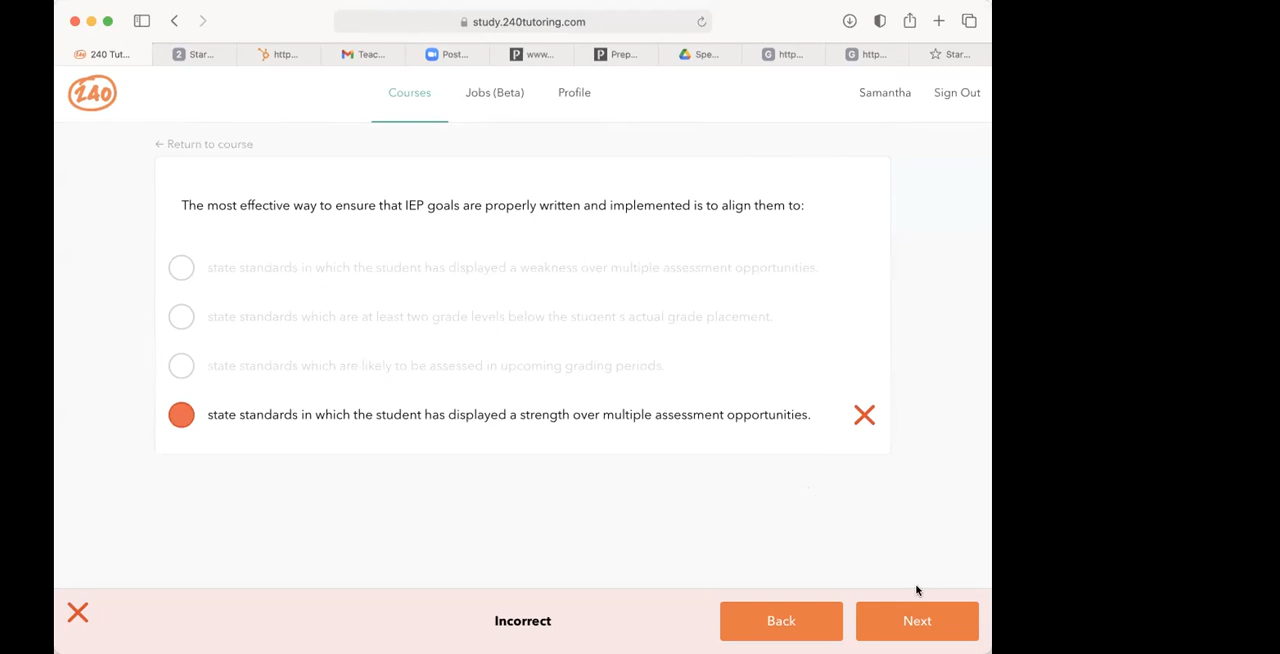 study.240tutoring.com
240 Tut...
2 Star...
http...
Teac...
Post...
P www...
P Prep...
Spe...
G http...
G http...
Star...
240
Courses
Jobs (Beta)
Profile
Samantha
Sign Out
← Return to course
The most effective way to ensure that IEP goals are properly written and implemented is to align them to:
state standards in which the student has displayed a weakness over multiple assessment opportunities.
state standards which are at least two grade levels below the student's actual grade placement.
state standards which are likely to be assessed in upcoming grading periods.
state standards in which the student has displayed a strength over multiple assessment opportunities.
Incorrect
Back
Next